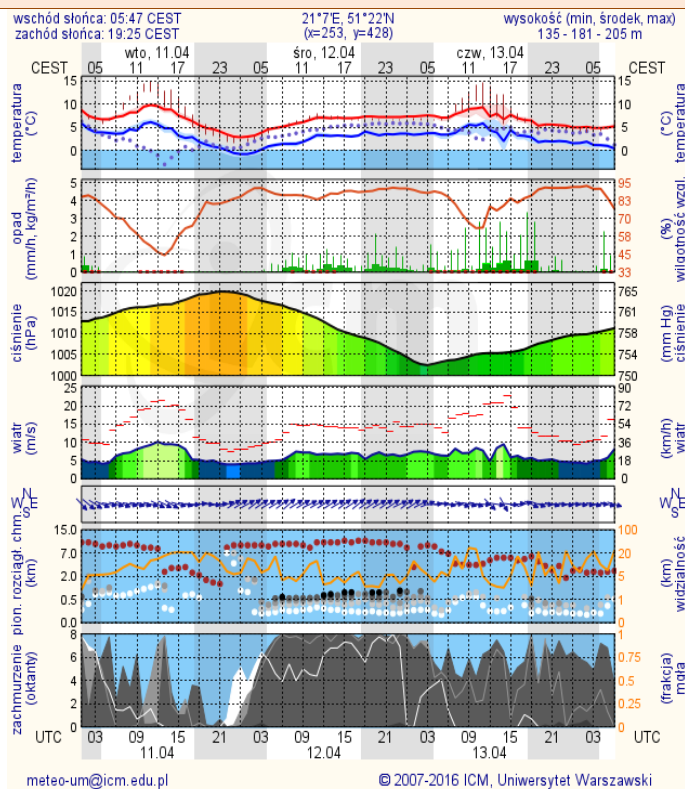 wschód słońca: 05:47 CEST 21°7'E, 51°22'N wysokość (min, środek, max)
zachód słońca: 19:25 CEST (x=253, y=428) 135 - 181 - 205 m
wto, 11.04 śro, 12.04 czw, 13.04
CEST 05 11 17 23 05 11 17 23 05 11 17 23 05 CEST
temperatura (°C)
15 10 5 0
15 10 5 0
(°C) temperatura
opad (mm/h, kg/m²/h)
5 4 3 2 1 0
95 83 70 58 45 33
(%) wilgotność wzgl.
ciśnienie (hPa)
1020 1015 1010 1005 1000
765 761 758 754 750
(mm Hg) ciśnienie
wiatr (m/s)
25 20 15 10 5 0
90 72 54 36 18 0
(km/h) wiatr
N W E S
N W E S
pion. rozciągł. chm. (km)
15.0 7.0 2.0 0.5 0.0
100 20 5 1 0
(km) widzialność
zachmurzenie (oktanty)
8 6 4 2 0
1 0.75 0.5 0.25 0
(frakcja) mgła
UTC 03 09 15 21 03 09 15 21 03 09 15 21 03 UTC
11.04 12.04 13.04
meteo-um@icm.edu.pl © 2007-2016 ICM, Uniwersytet Warszawski